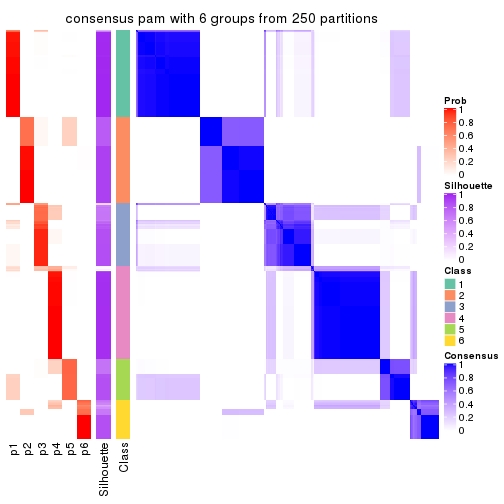 consensus pam with 6 groups from 250 partitions
Prob
1
0.8
0.6
0.4
0.2
0
Silhouette
1
0.8
0.6
0.4
0.2
0
Class
1
2
3
4
5
6
Consensus
1
0.8
0.6
0.4
0.2
0
p1
p2
p3
p4
p5
p6
Silhouette
Class